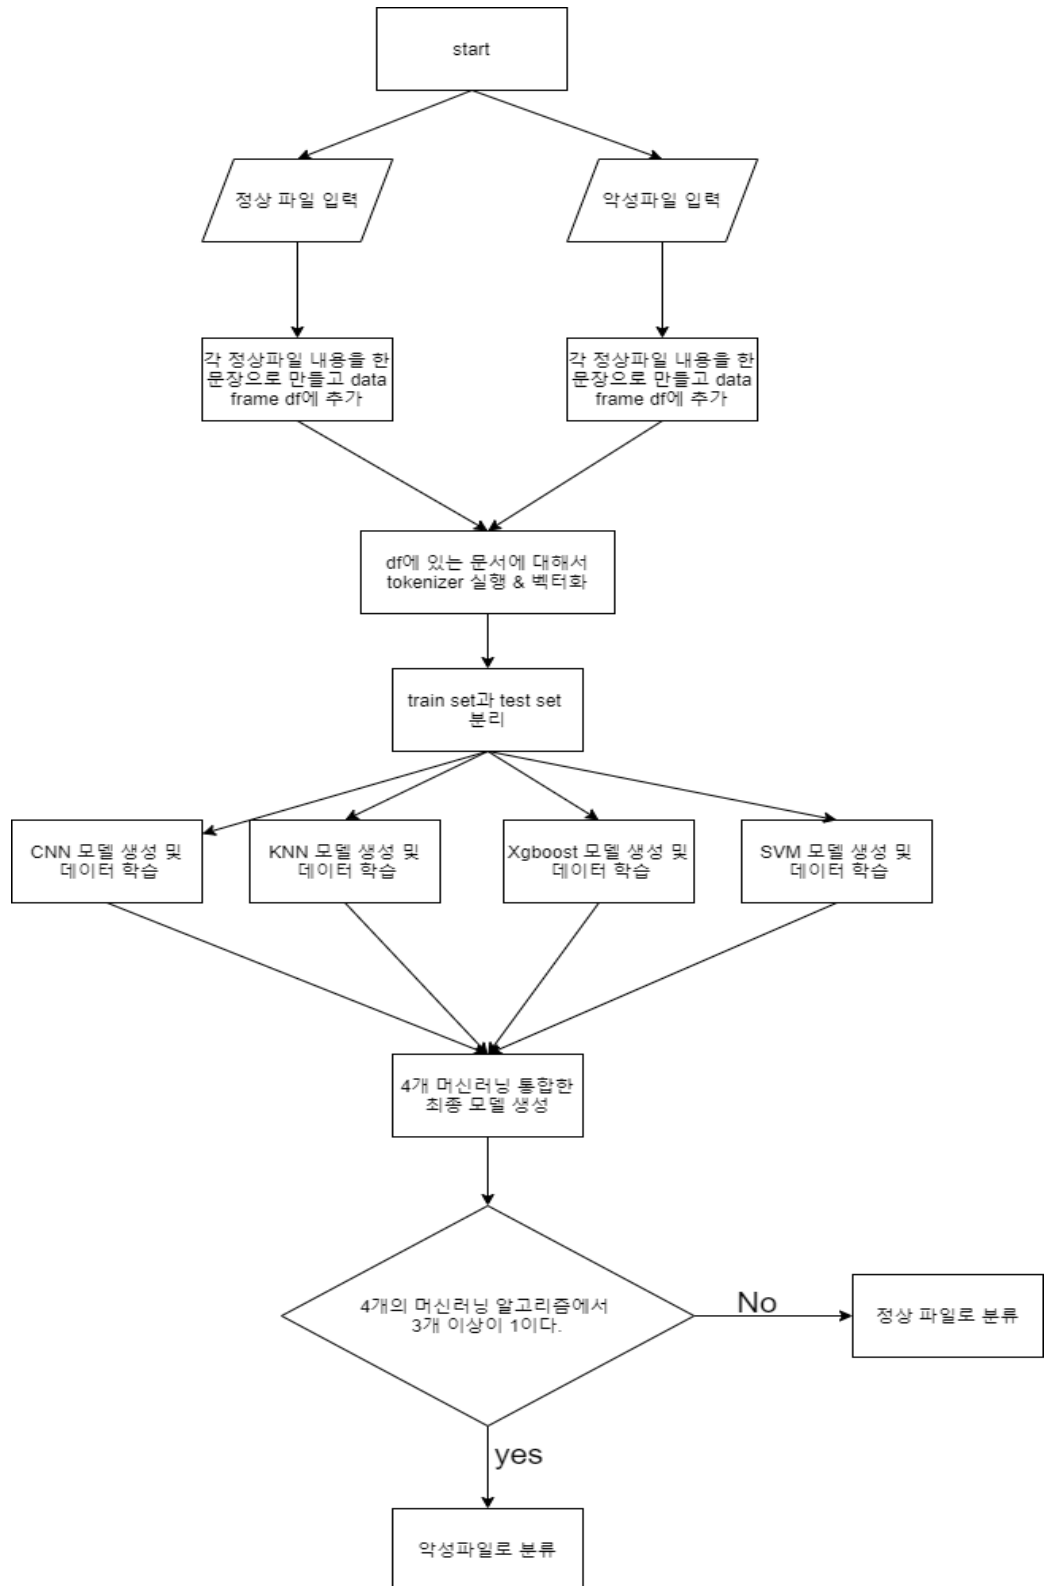 start
정상 파일 입력
악성파일 입력
각 정상파일 내용을 한
문장으로 만들고 data
frame df에 추가
각 정상파일 내용을 한
문장으로 만들고 data
frame df에 추가
df에 있는 문서에 대해서
tokenizer 실행 & 벡터화
train set과 test set
분리
CNN 모델 생성 및
데이터 학습
KNN 모델 생성 및
데이터 학습
Xgboost 모델 생성 및
데이터 학습
SVM 모델 생성 및
데이터 학습
4개 머신러닝 통합한
최종 모델 생성
4개의 머신러닝 알고리즘에서
3개 이상이 1이다.
No
정상 파일로 분류
yes
악성파일로 분류